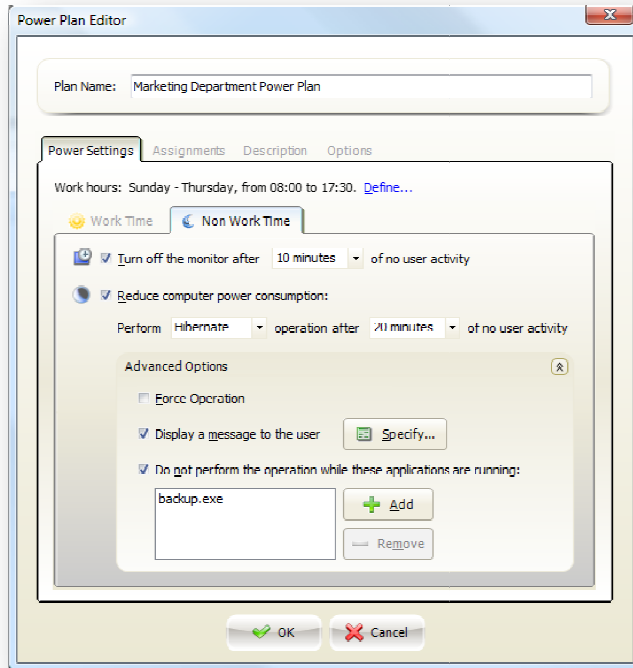 Power Plan Editor
Plan Name: Marketing Department Power Plan
Power Settings Assignments Description Options
Work hours: Sunday - Thursday, from 08:00 to 17:30. Define...
Work Time Non Work Time
Turn off the monitor after 10 minutes of no user activity
Reduce computer power consumption:
Perform Hibernate operation after 20 minutes of no user activity
Advanced Options
Force Operation
Display a message to the user Specify...
Do not perform the operation while these applications are running:
backup.exe
Add
Remove
OK Cancel